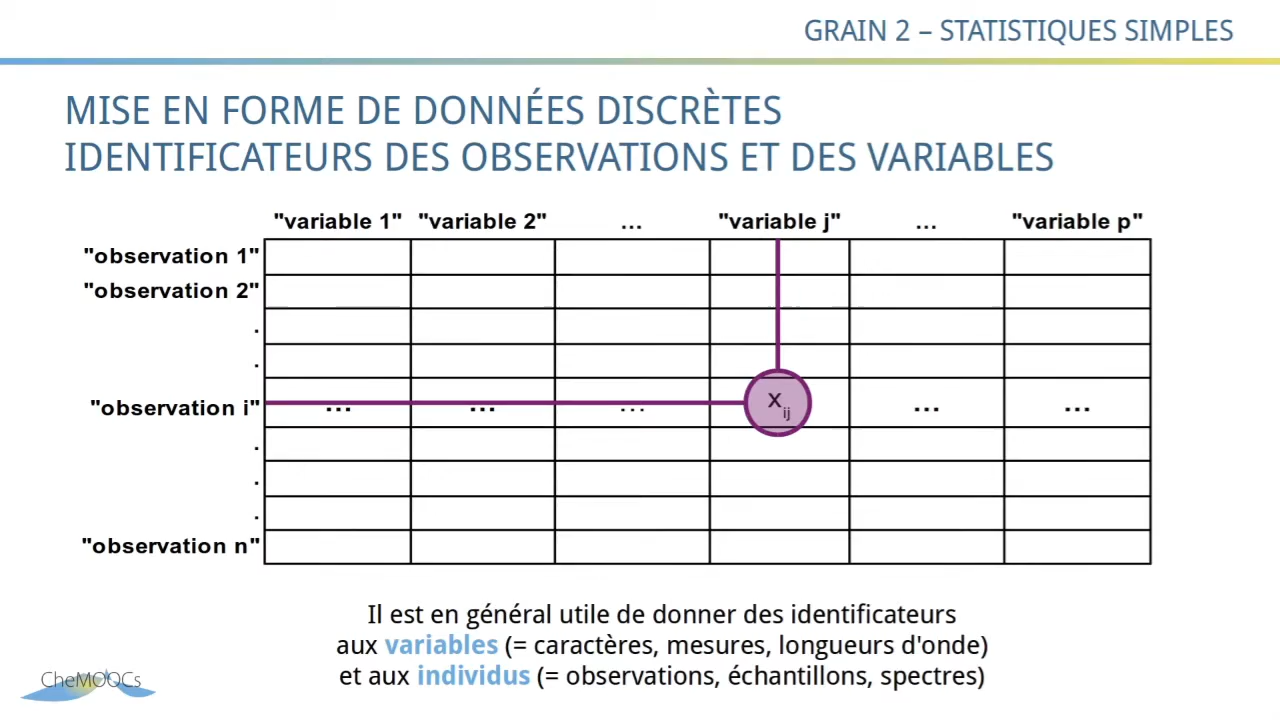 GRAIN 2 – STATISTIQUES SIMPLES
MISE EN FORME DE DONNÉES DISCRÈTES
IDENTIFICATEURS DES OBSERVATIONS ET DES VARIABLES
"variable 1" "variable 2" ... "variable j" ... "variable p"
"observation 1"
"observation 2"
.
.
"observation i" ... ... ... xij ... ...
.
.
.
"observation n"
Il est en général utile de donner des identificateurs
aux variables (= caractères, mesures, longueurs d'onde)
et aux individus (= observations, échantillons, spectres)
CheMOOCs